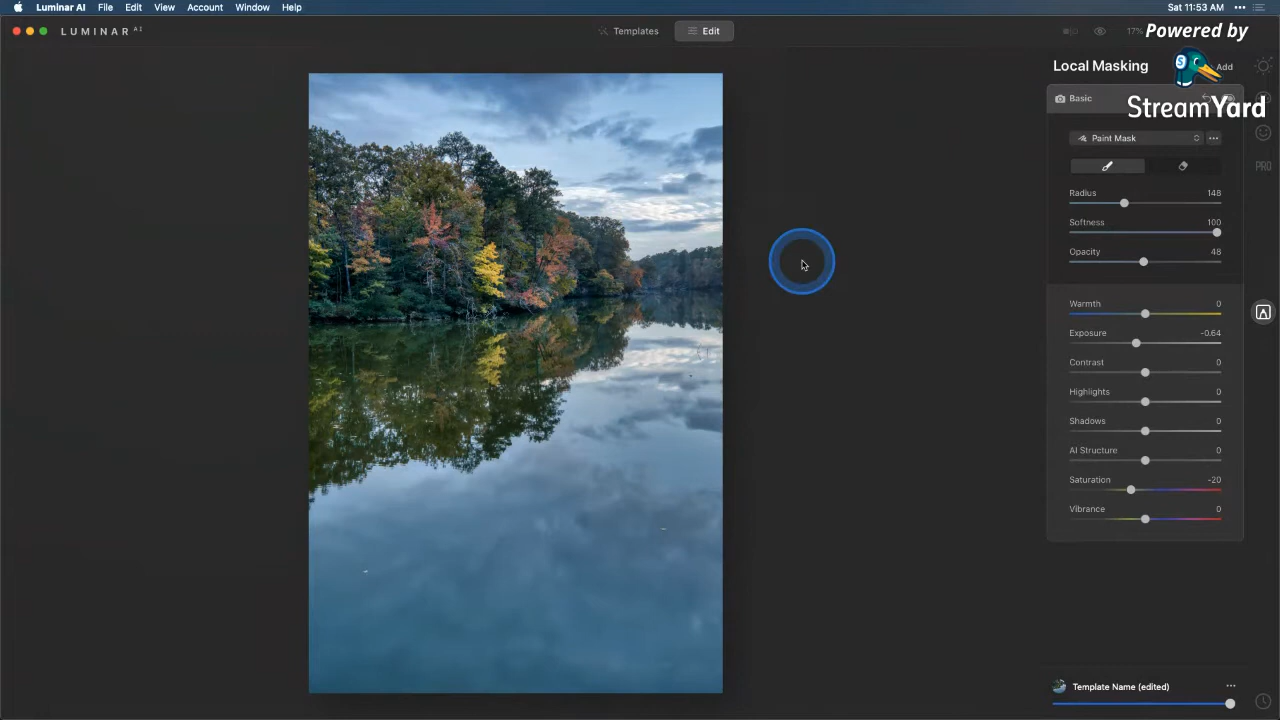 Luminar AI File Edit View Account Window Help Sat 11:53 AM
LUMINAR AI Templates Edit 17%
Powered by
StreamYard
Local Masking Add
Basic
Paint Mask
Radius 148
Softness 100
Opacity 48
Warmth 0
Exposure -0.64
Contrast 0
Highlights 0
Shadows 0
AI Structure 0
Saturation -20
Vibrance 0
PRO
Template Name (edited)